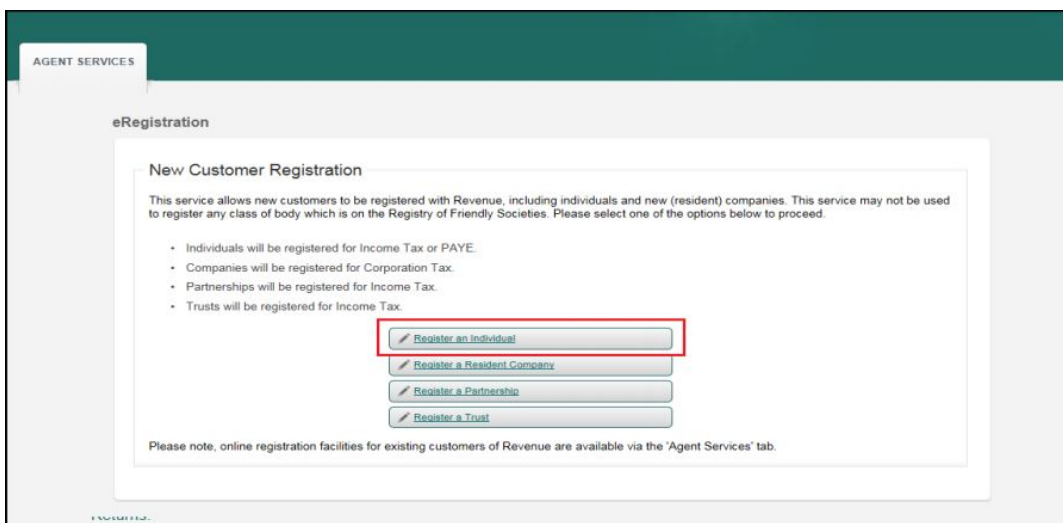 AGENT SERVICES
eRegistration
New Customer Registration
This service allows new customers to be registered with Revenue, including individuals and new (resident) companies. This service may not be used
to register any class of body which is on the Registry of Friendly Societies. Please select one of the options below to proceed.
• Individuals will be registered for Income Tax or PAYE.
• Companies will be registered for Corporation Tax.
• Partnerships will be registered for Income Tax.
• Trusts will be registered for Income Tax.
Register an Individual
Register a Resident Company
Register a Partnership
Register a Trust
Please note, online registration facilities for existing customers of Revenue are available via the 'Agent Services' tab.